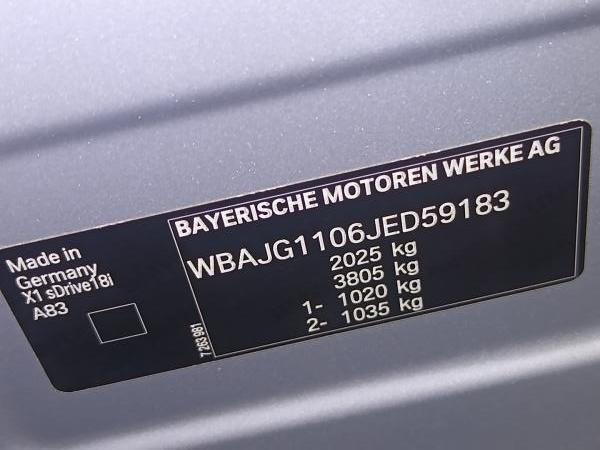 Made in
Germany
X1 sDrive18i
A83
7263981
BAYERISCHE MOTOREN WERKE AG
WBAJG1106JED59183
2025 kg
3805 kg
1- 1020 kg
2- 1035 kg